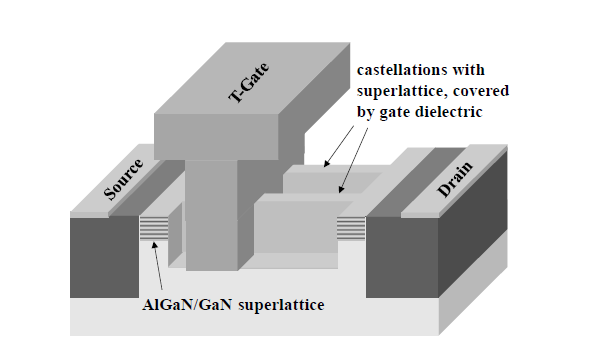 T-Gate
castellations with
superlattice, covered
by gate dielectric
Source
Drain
AlGaN/GaN superlattice